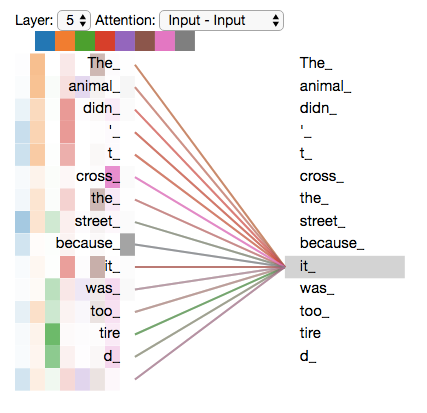 Layer: 5 Attention: Input - Input
The_ The_
animal_ animal_
didn_ didn_
'_ '_
t_ t_
cross_ cross_
the_ the_
street_ street_
because_ because_
it_ it_
was_ was_
too_ too_
tire tire
d_ d_